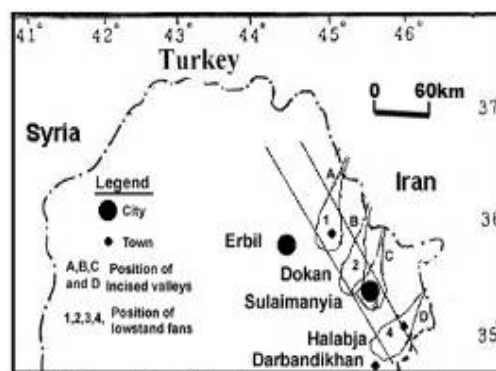 41° 42° 43° 44° 45° 46°
Turkey
0 60km
37
Syria
Iran
Legend
City
Town
A,B,C and D Position of Incised valleys
1,2,3,4, Position of lowstand fans
A
1
B
36
Erbil
Dokan
2
C
Sulaimanyia
4
D
Halabja
35
Darbandikhan